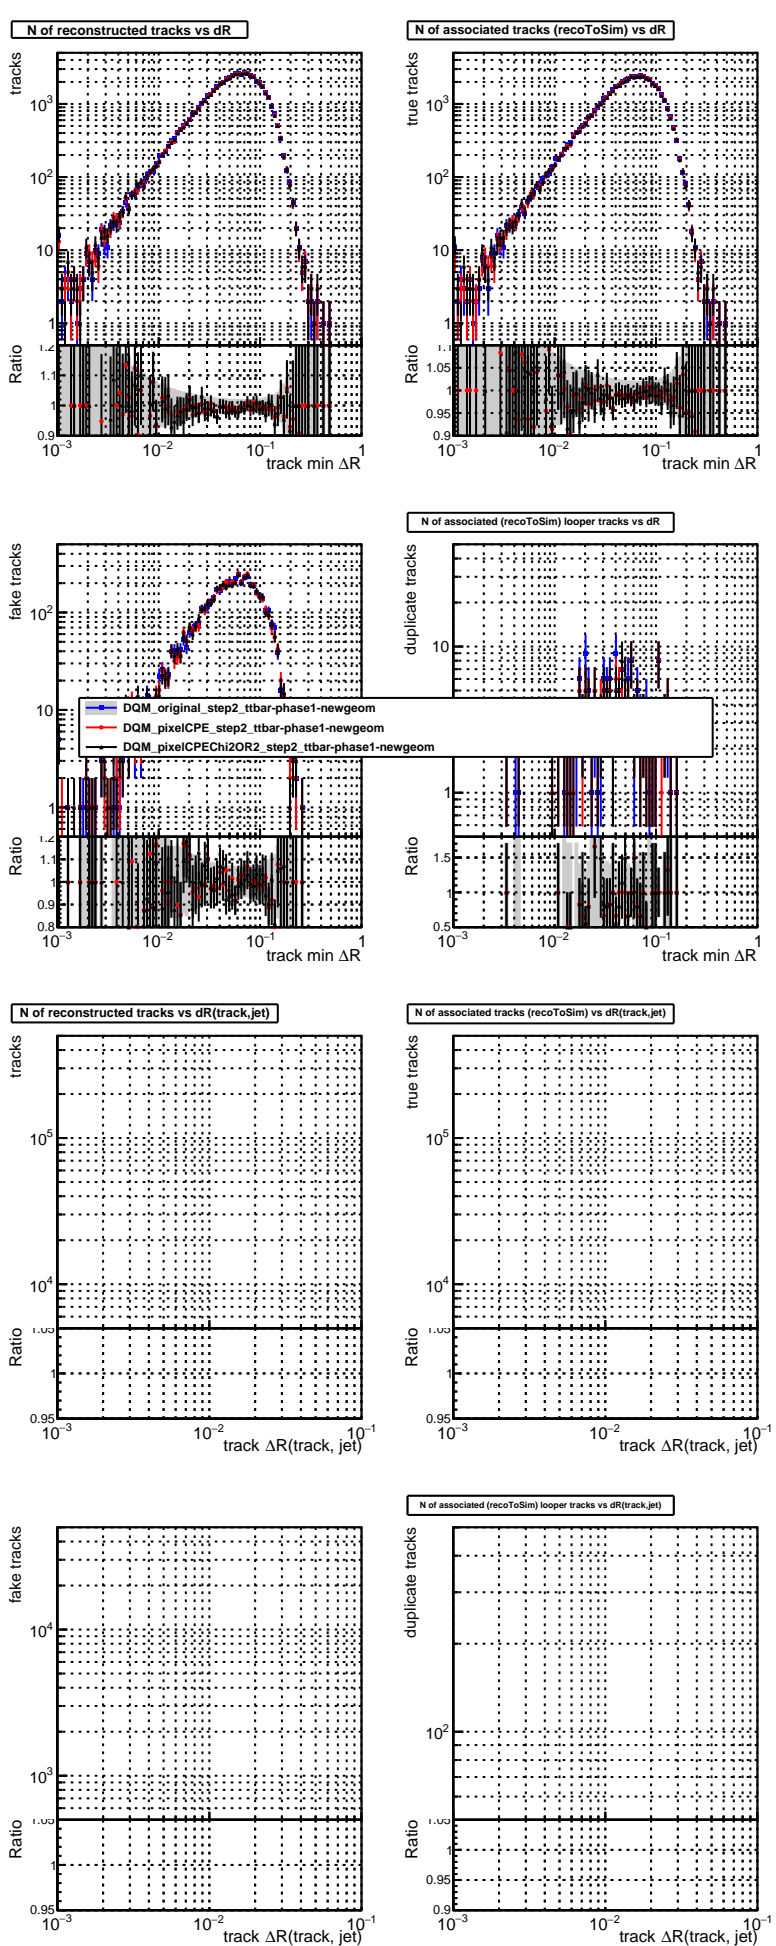 N of reconstructed tracks vs dR
N of associated tracks (recoToSim) vs dR
tracks
10³
10²
10
1
Ratio
1.2
1.1
1
0.9
10⁻³
10⁻²
10⁻¹
1
track min ΔR
true tracks
10³
10²
10
1
Ratio
1.1
1.05
1
0.95
0.9
10⁻³
10⁻²
10⁻¹
1
track min ΔR
N of associated (recoToSim) looper tracks vs dR
fake tracks
10²
10
1
Ratio
1.2
1.1
1
0.9
0.8
10⁻³
10⁻²
10⁻¹
1
track min ΔR
duplicate tracks
10
1
Ratio
1.5
1
0.5
10⁻³
10⁻²
10⁻¹
1
track min ΔR
DQM_original_step2_ttbar-phase1-newgeom
DQM_pixelCPE_step2_ttbar-phase1-newgeom
DQM_pixelCPEChi2OR2_step2_ttbar-phase1-newgeom
N of reconstructed tracks vs dR(track,jet)
N of associated tracks (recoToSim) vs dR(track,jet)
tracks
10⁵
10⁴
Ratio
1.05
1
0.95
10⁻³
10⁻²
10⁻¹
track ΔR(track, jet)
true tracks
10⁵
10⁴
Ratio
1.05
1
0.95
10⁻³
10⁻²
10⁻¹
track ΔR(track, jet)
N of associated (recoToSim) looper tracks vs dR(track,jet)
fake tracks
10⁴
10³
Ratio
1.05
1
0.95
10⁻³
10⁻²
10⁻¹
track ΔR(track, jet)
duplicate tracks
10²
Ratio
1.05
1
0.95
0.9
10⁻³
10⁻²
10⁻¹
track ΔR(track, jet)